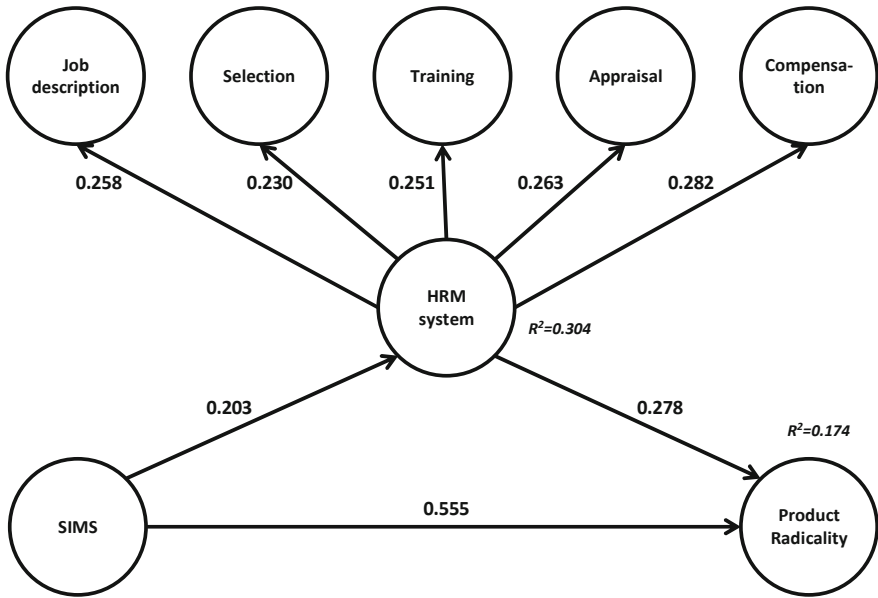 Job
description
Selection
Training
Appraisal
Compensa-
tion
0.258
0.230
0.251
0.263
0.282
HRM
system
R²=0.304
0.203
0.278
R²=0.174
SIMS
0.555
Product
Radicality